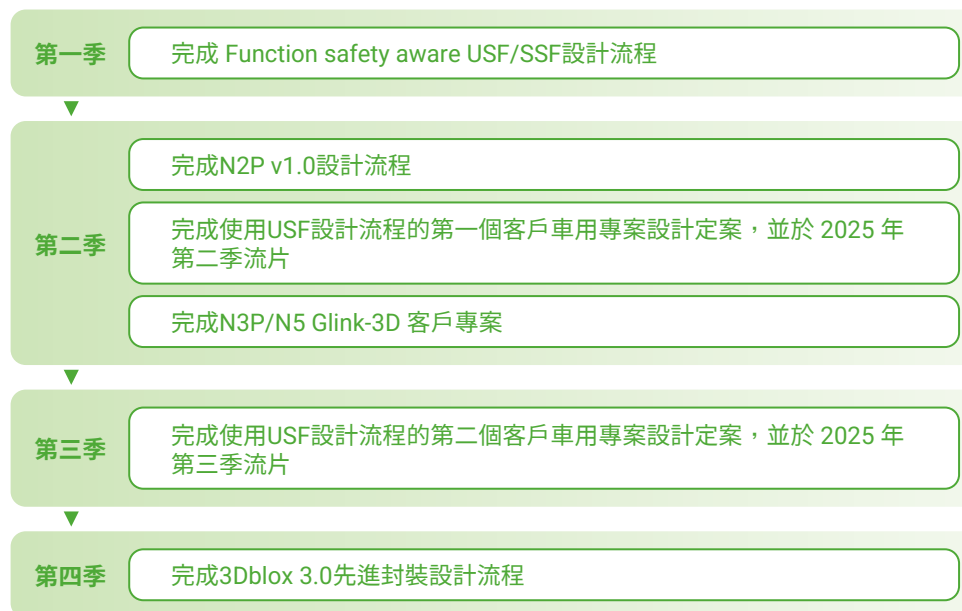 第一季
完成 Function safety aware USF/SSF設計流程
第二季
完成N2P v1.0設計流程
完成使用USF設計流程的第一個客戶車用專案設計定案，並於 2025 年
第二季流片
完成N3P/N5 Glink-3D 客戶專案
第三季
完成使用USF設計流程的第二個客戶車用專案設計定案，並於 2025 年
第三季流片
第四季
完成3Dblox 3.0先進封裝設計流程